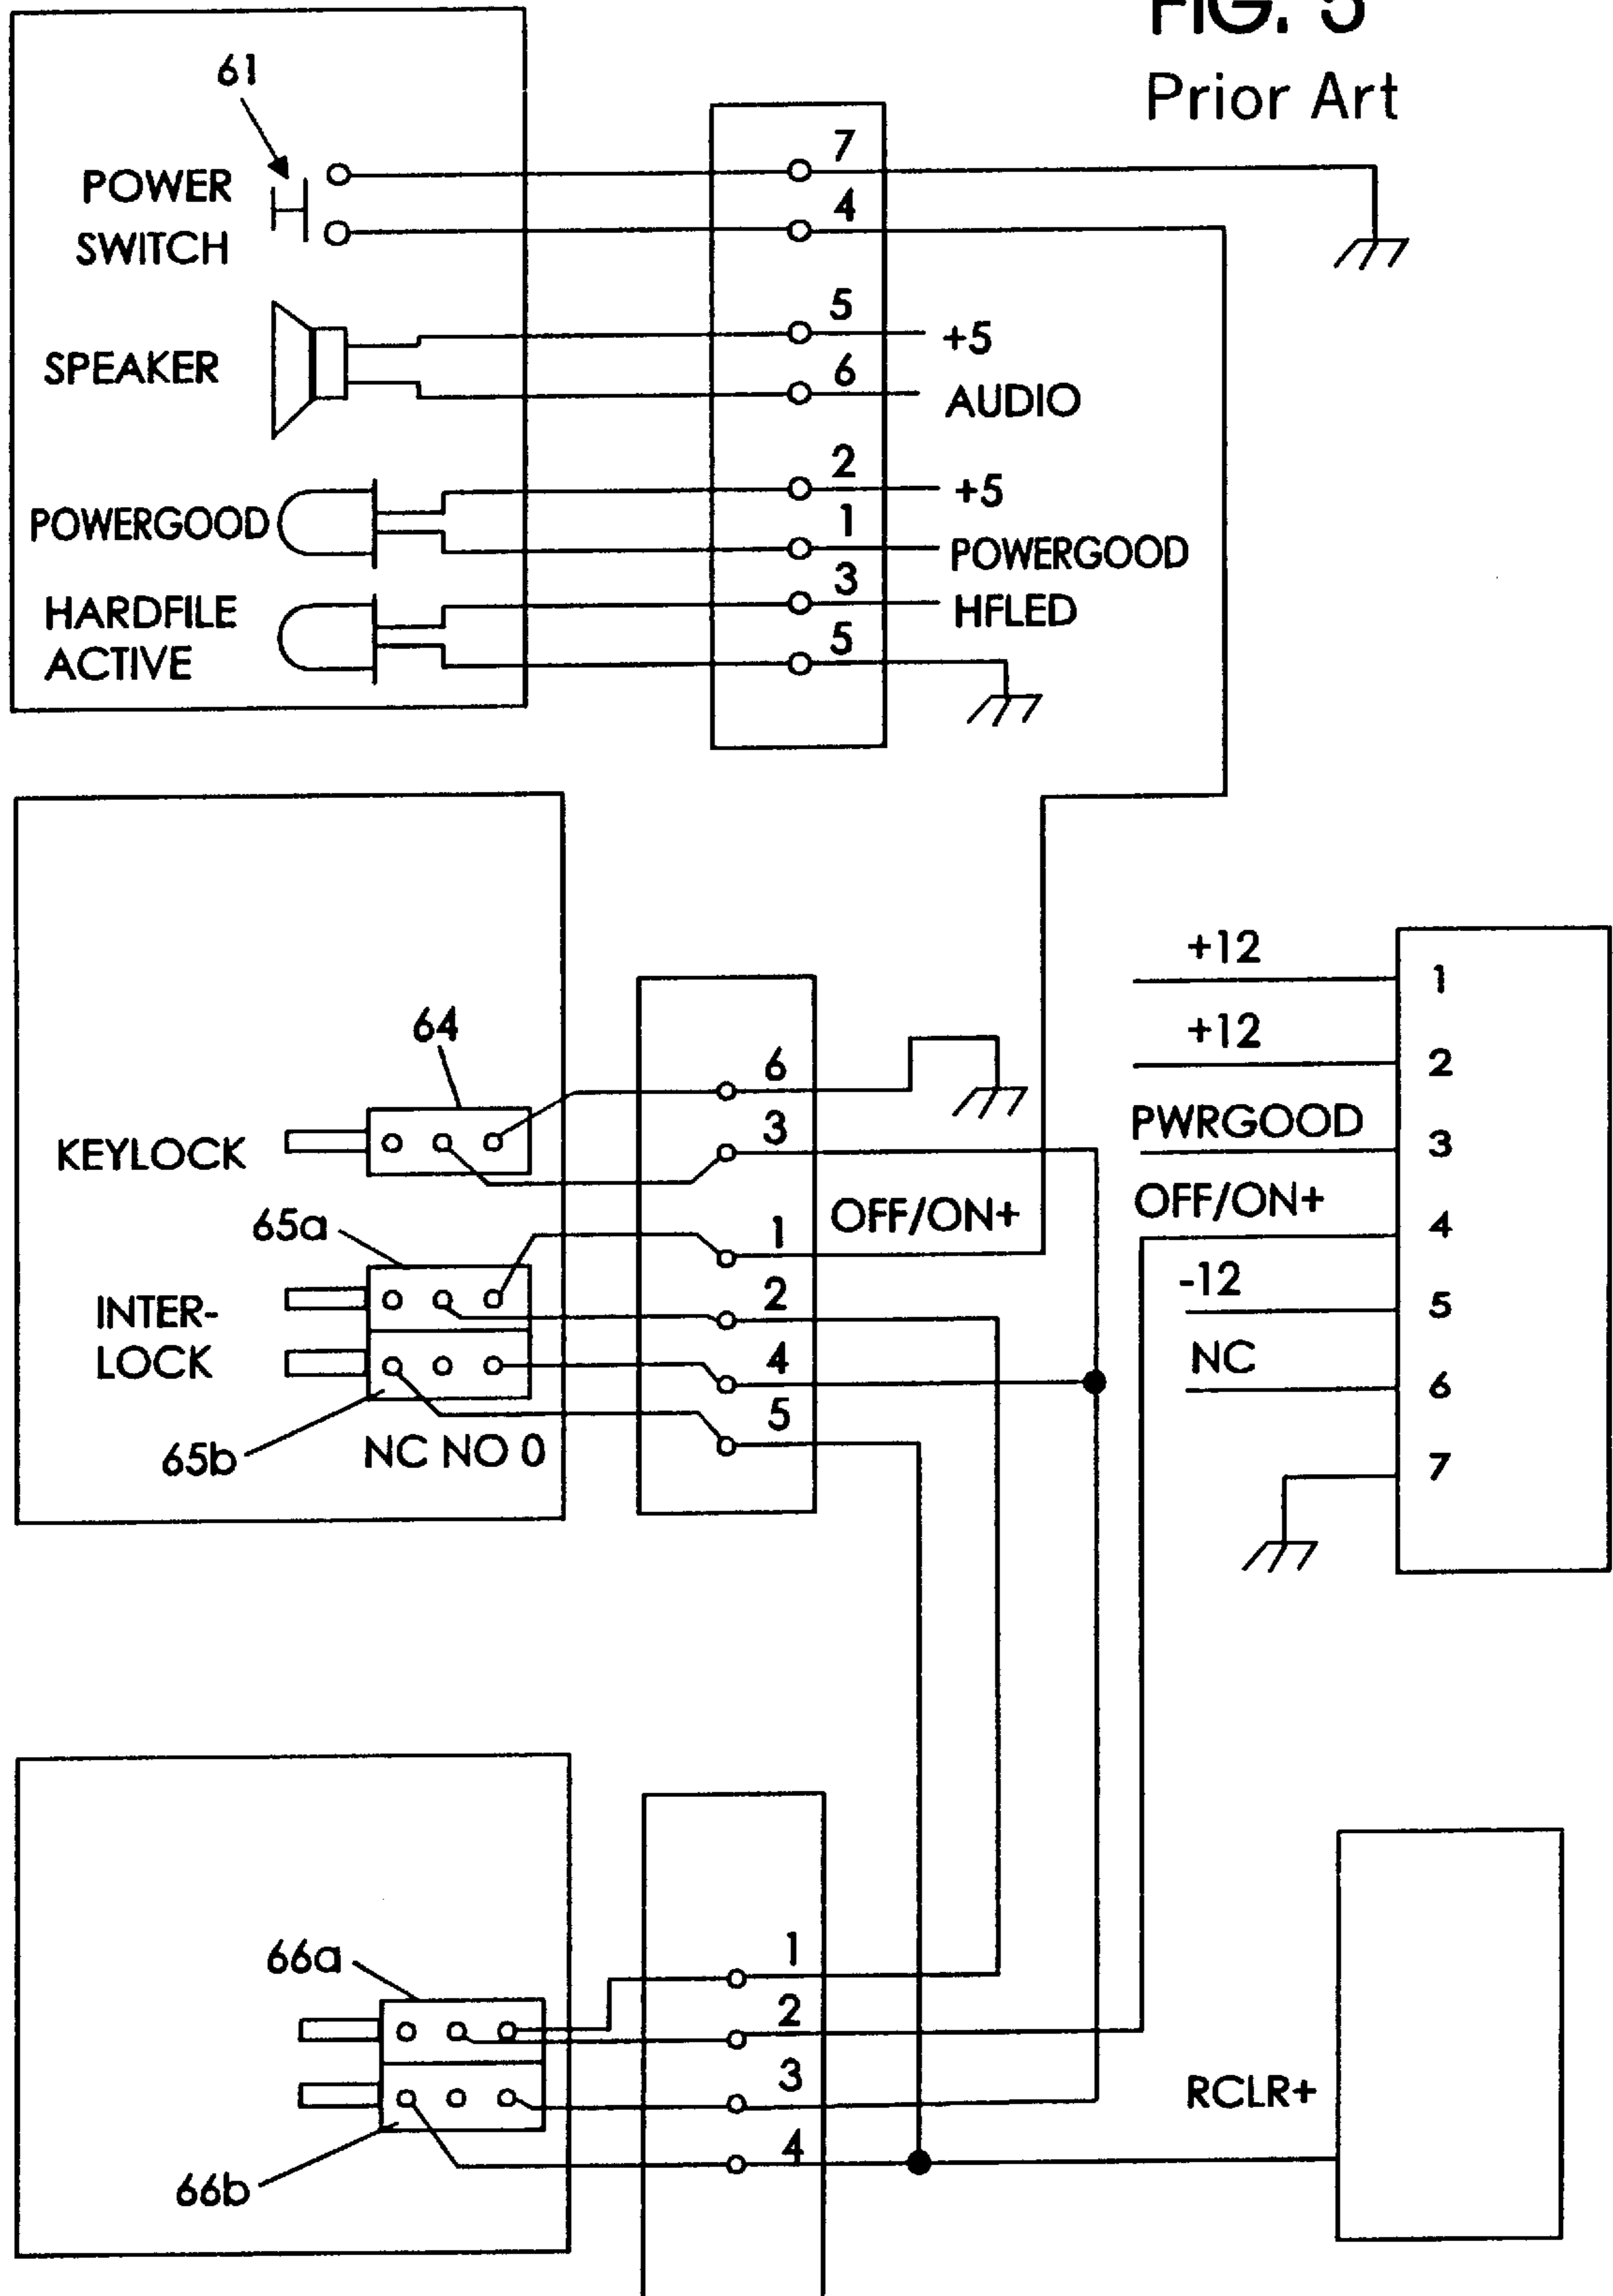 FIG. 5
Prior Art
61
POWER
SWITCH
7
4
SPEAKER
5
+5
6
AUDIO
POWERGOOD
2
+5
1
POWERGOOD
HARDFILE
ACTIVE
3
HFLED
5
64
KEYLOCK
6
3
65a
INTER-
LOCK
1
OFF/ON+
2
4
5
65b
NC NO 0
+12
1
+12
2
PWRGOOD
3
OFF/ON+
4
-12
5
NC
6
7
66a
1
2
3
4
66b
RCLR+